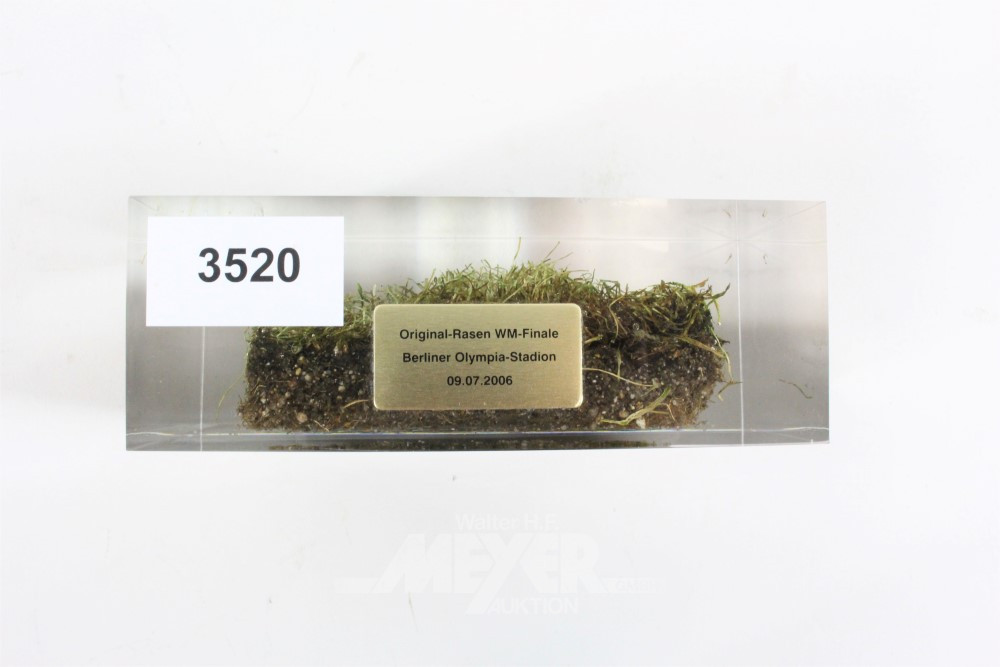 3520
Original-Rasen WM-Finale
Berliner Olympia-Stadion
09.07.2006
Walter H.F.
MEYER
AUKTION